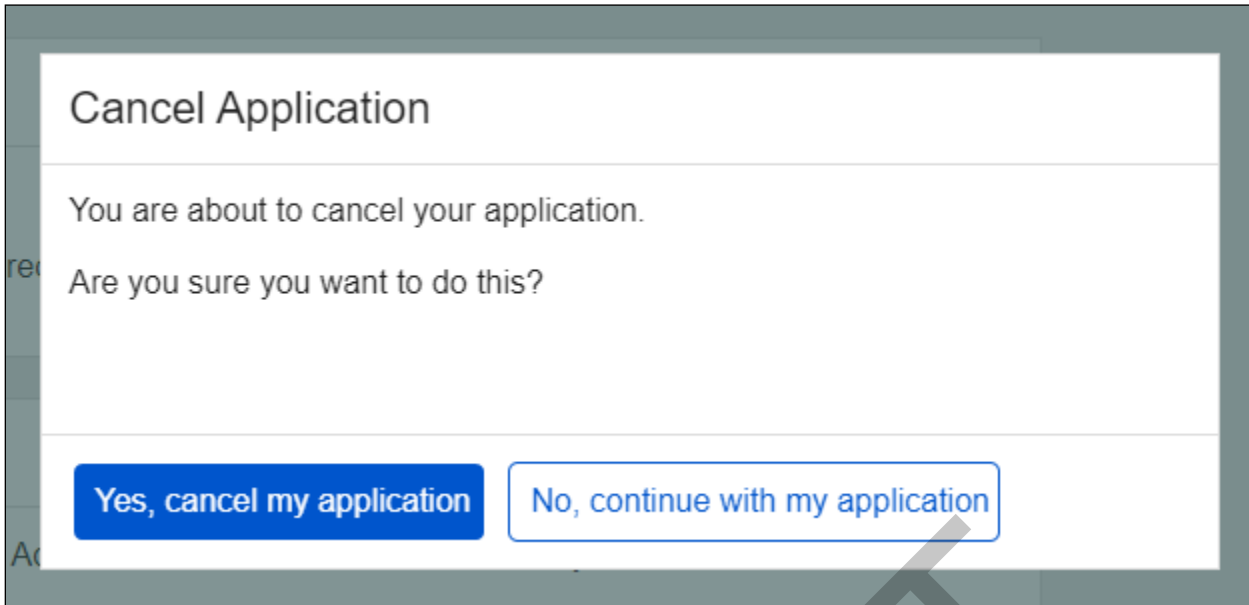 Cancel Application
You are about to cancel your application.
Are you sure you want to do this?
Yes, cancel my application
No, continue with my application